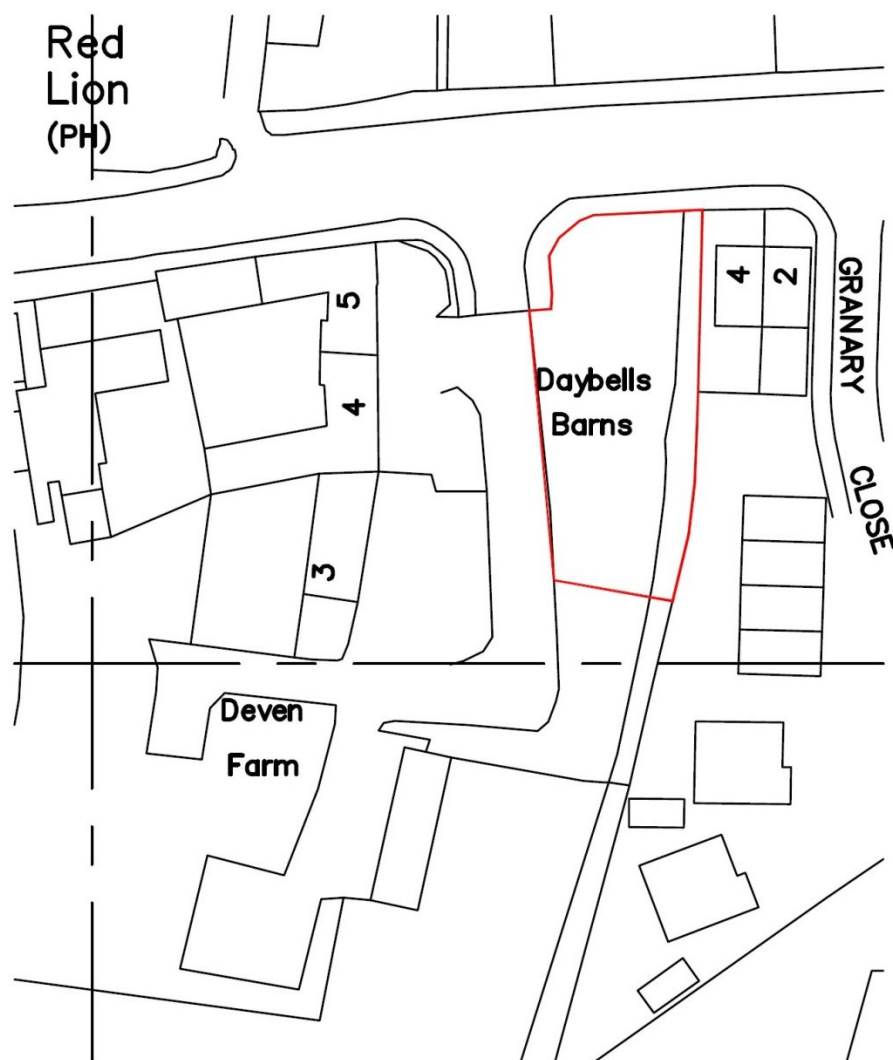 Red
Lion
(PH)
5
4
3
Daybells
Barns
4
2
GRANARY
CLOSE
Deven
Farm